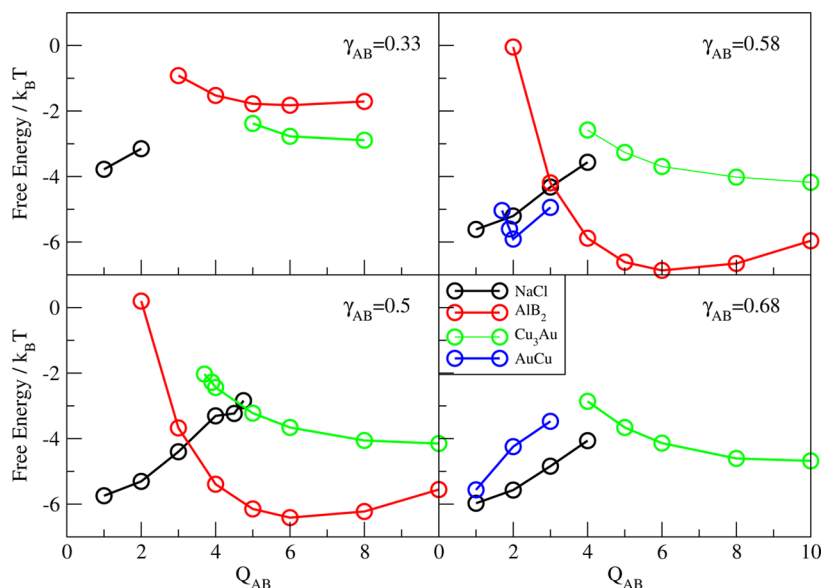 γAB=0.33
γAB=0.58
0
-2
-4
-6
Free Energy / kBT
NaCl
AlB2
Cu3Au
AuCu
γAB=0.5
γAB=0.68
0
-2
-4
-6
Free Energy / kBT
0 2 4 6 8 0 2 4 6 8 10
QAB QAB